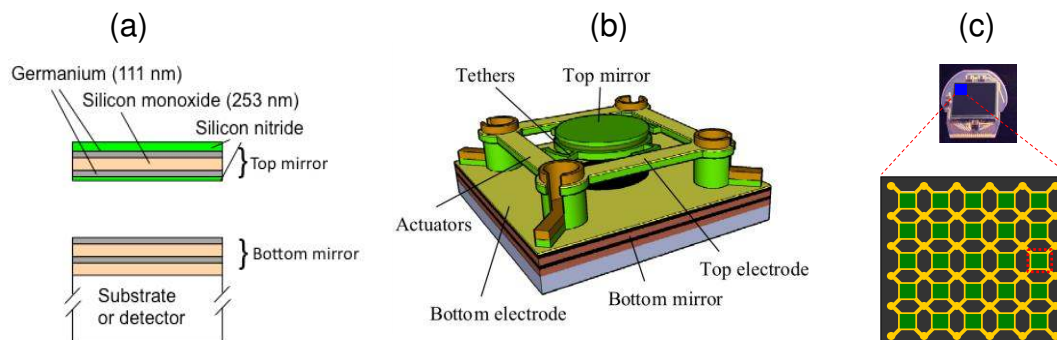 (a)
Germanium (111 nm)
Silicon monoxide (253 nm)
Silicon nitride
Top mirror
Bottom mirror
Substrate
or detector
(b)
Tethers
Top mirror
Actuators
Top electrode
Bottom mirror
Bottom electrode
(c)